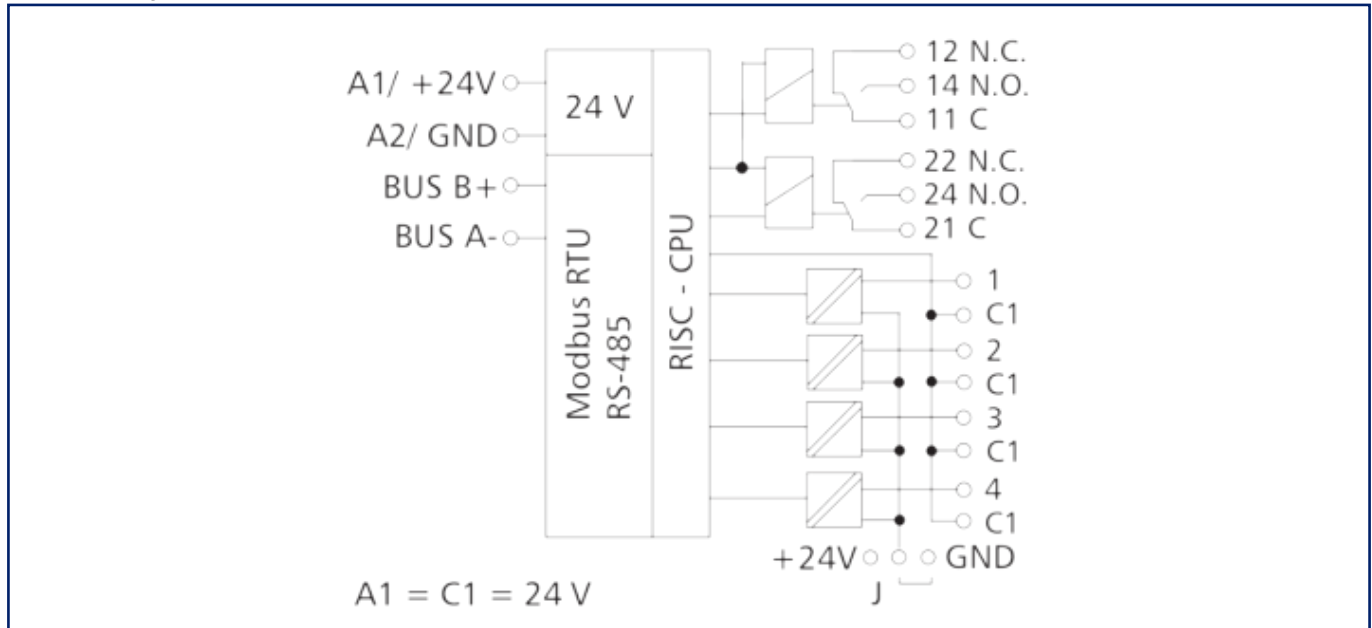 A1/ +24V
A2/ GND
BUS B+
BUS A-
24 V
Modbus RTU
RS-485
RISC - CPU
12 N.C.
14 N.O.
11 C
22 N.C.
24 N.O.
21 C
1
C1
2
C1
3
C1
4
C1
+24V
GND
J
A1 = C1 = 24 V